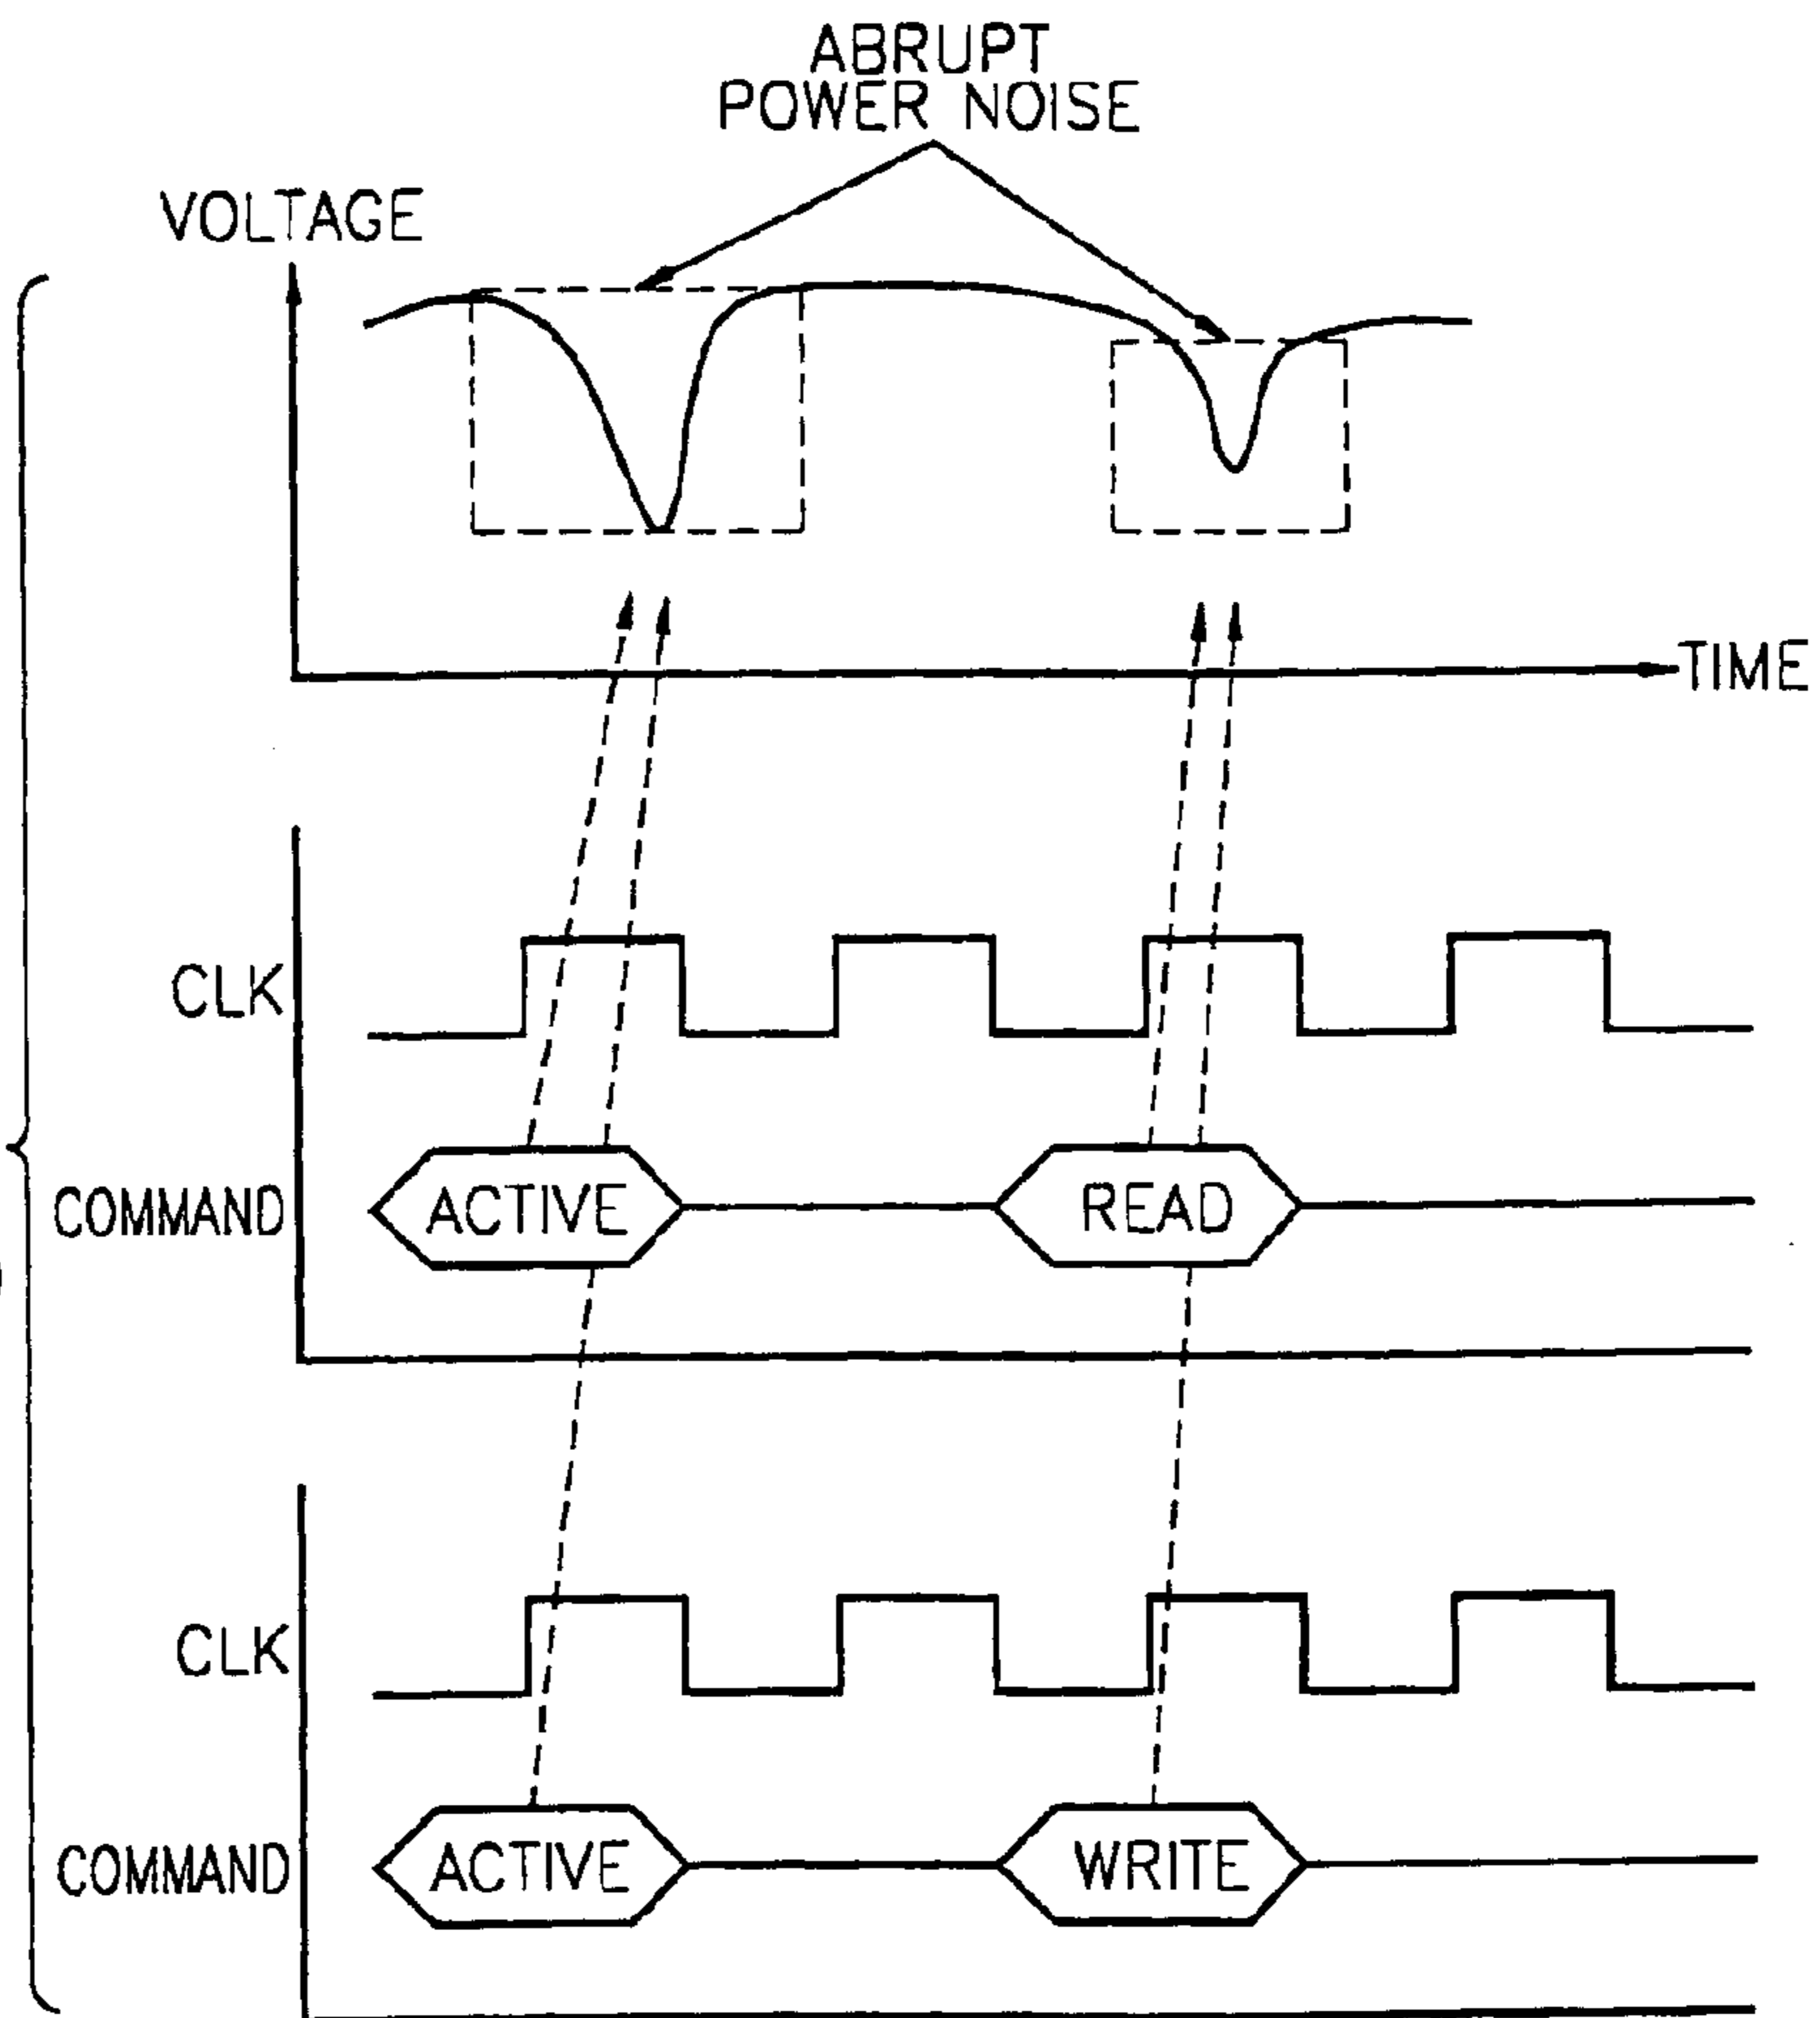 ABRUPT
POWER NOISE
VOLTAGE
TIME
CLK
COMMAND
ACTIVE
READ
CLK
COMMAND
ACTIVE
WRITE